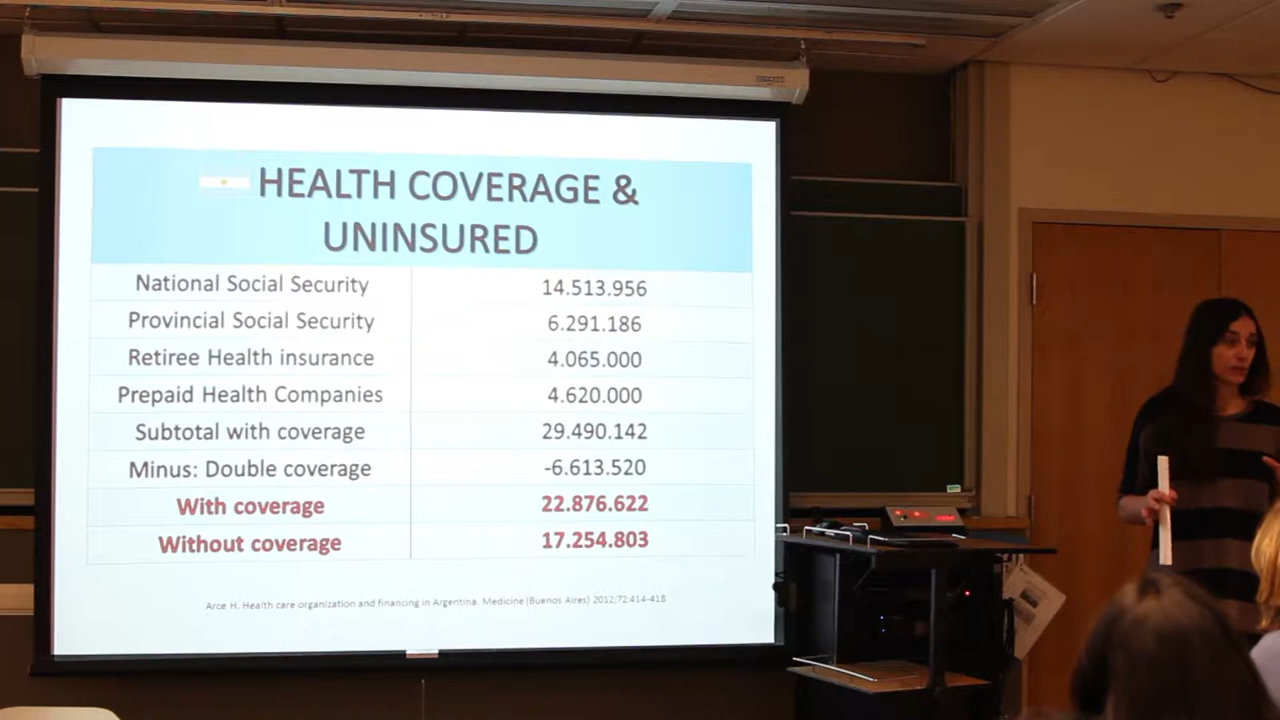 HEALTH COVERAGE &
UNINSURED
National Social Security 14.513.956
Provincial Social Security 6.291.186
Retiree Health insurance 4.065.000
Prepaid Health Companies 4.620.000
Subtotal with coverage 29.490.142
Minus: Double coverage -6.613.520
With coverage 22.876.622
Without coverage 17.254.803
Arce H. Health care organization and financing in Argentina. Medicine (Buenos Aires) 2012;72:414-418